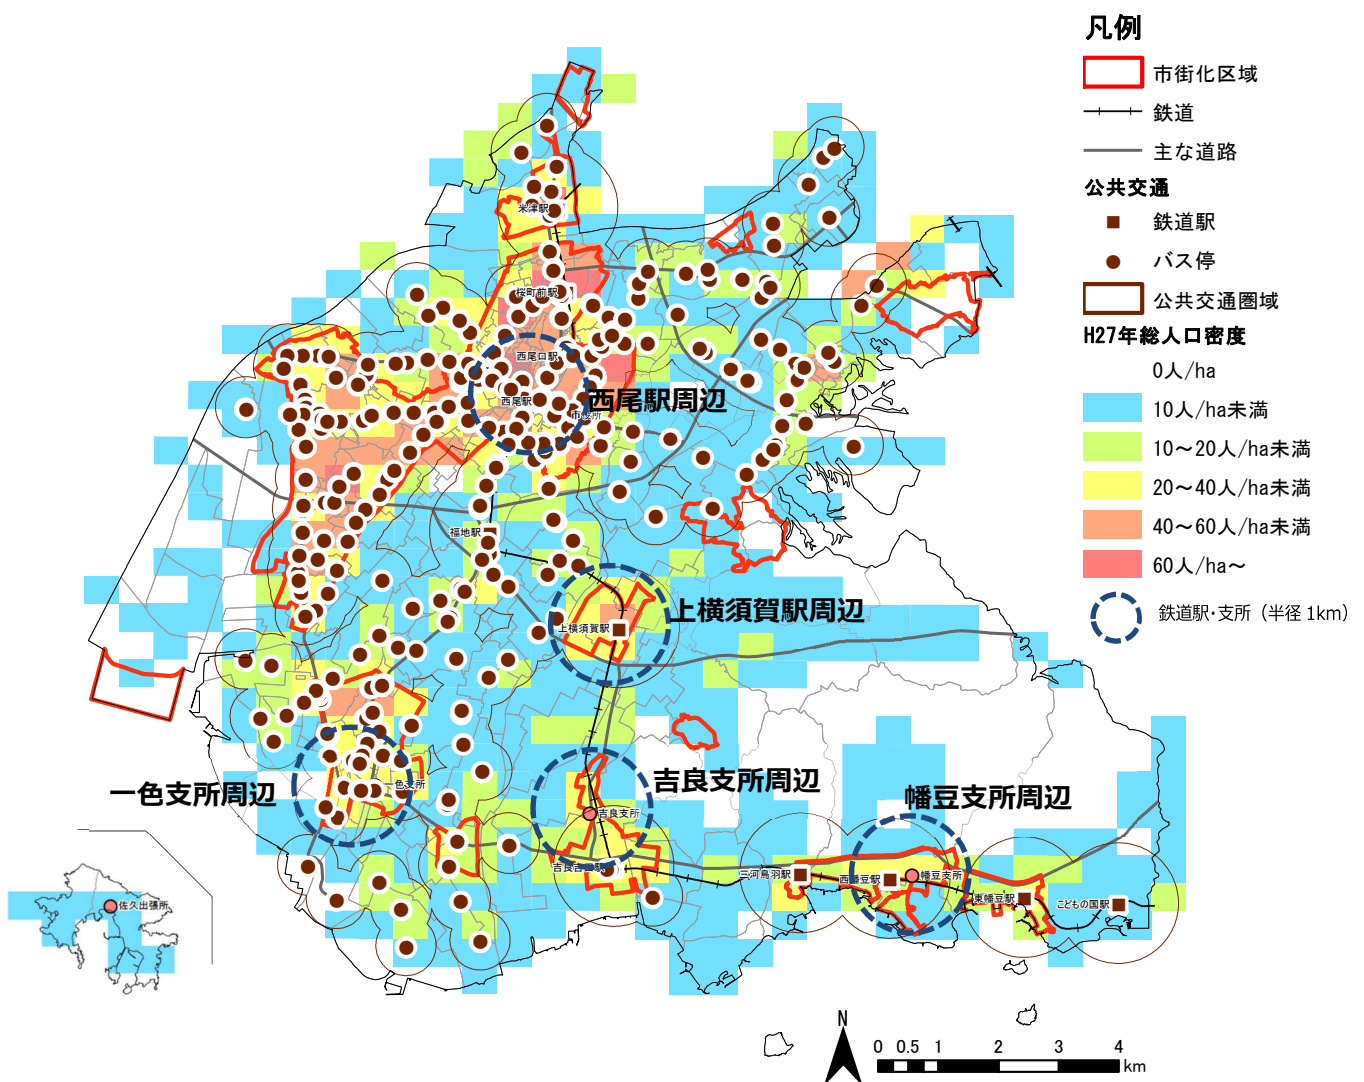 凡例
市街化区域
鉄道
主な道路
公共交通
鉄道駅
バス停
公共交通圏域
H27年総人口密度
0人/ha
10人/ha未満
10～20人/ha未満
20～40人/ha未満
40～60人/ha未満
60人/ha～
鉄道駅・支所（半径 1km）
米津駅
桜町前駅
西尾口駅
西尾駅
市役所
西尾駅周辺
福地駅
上横須賀駅周辺
上横須賀駅
吉良支所周辺
一色支所周辺
一色支所
幡豆支所周辺
吉良支所
吉良吉田駅
三河鳥羽駅
西幡豆駅
幡豆支所
東幡豆駅
こどもの国駅
佐久出張所
N
0 0.5 1 2 3 4
km